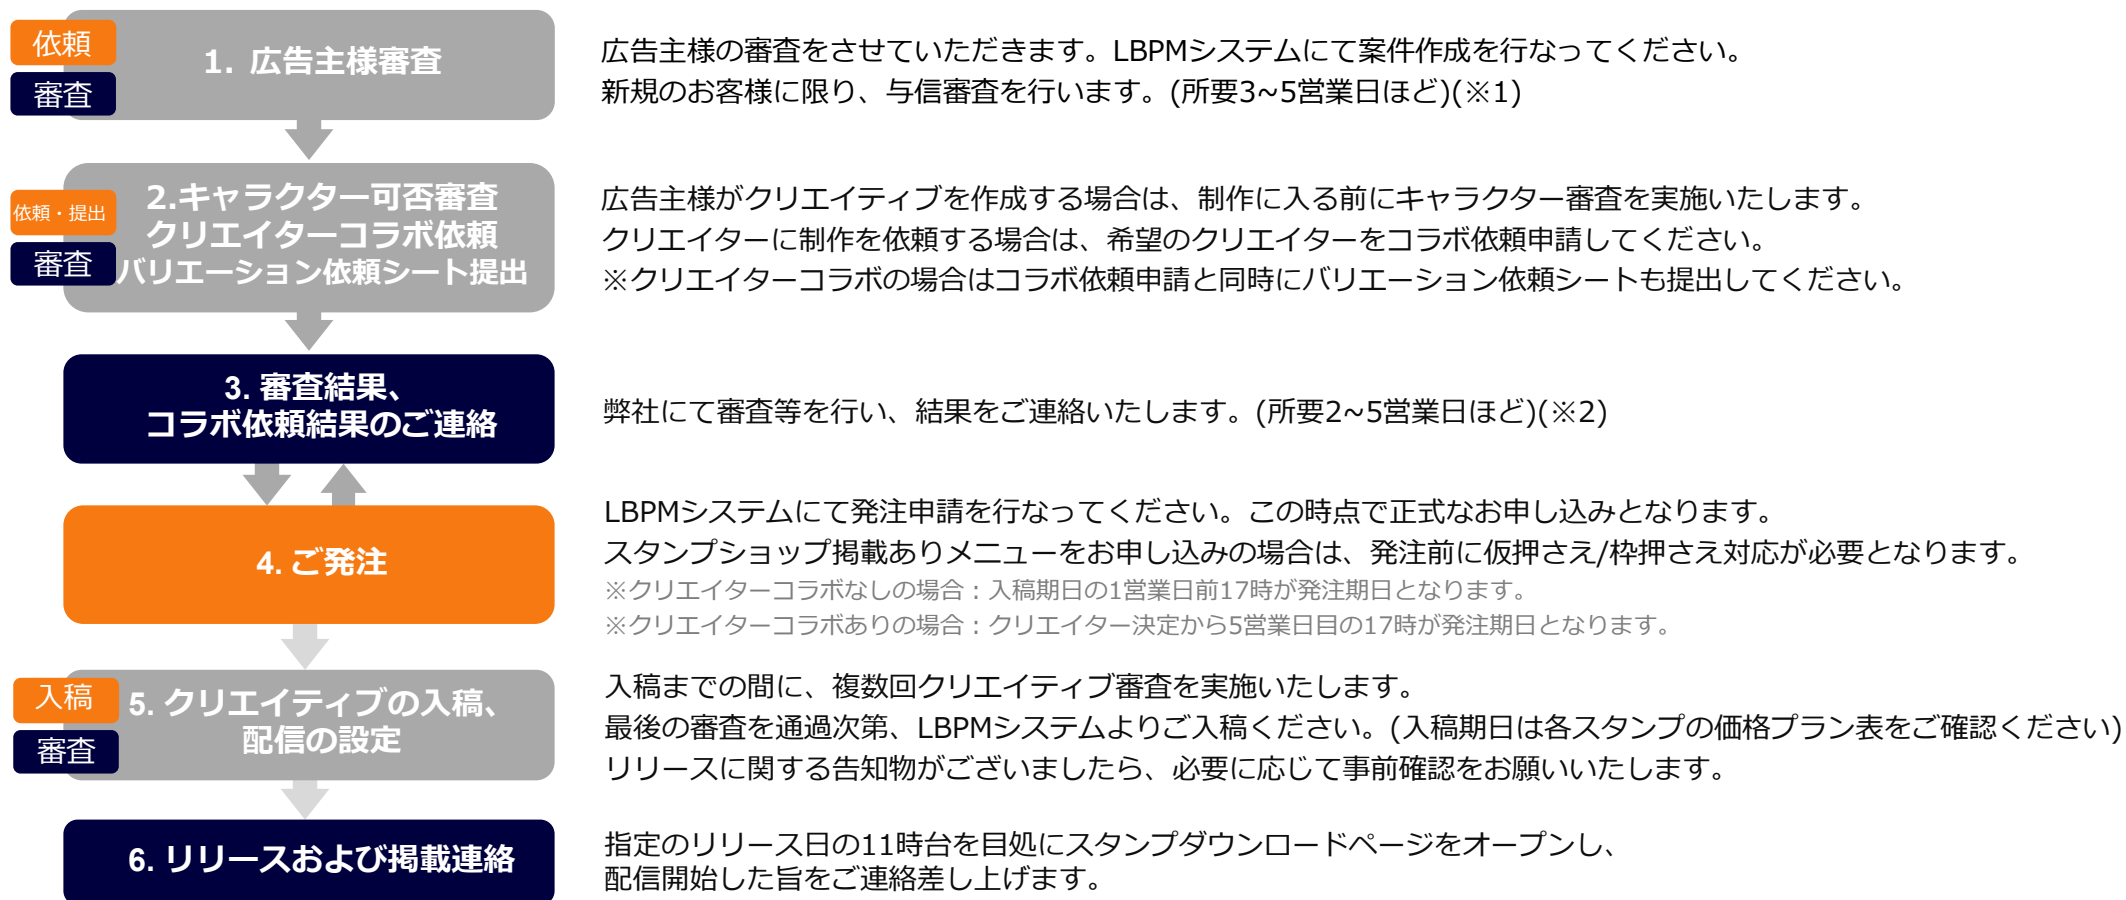 依頼
審査
1. 広告主様審査
広告主様の審査をさせていただきます。LBPMシステムにて案件作成を行なってください。
新規のお客様に限り、与信審査を行います。(所要3~5営業日ほど)(※1)
依頼・提出
審査
2.キャラクター可否審査
クリエイターコラボ依頼
バリエーション依頼シート提出
広告主様がクリエイティブを作成する場合は、制作に入る前にキャラクター審査を実施いたします。
クリエイターに制作を依頼する場合は、希望のクリエイターをコラボ依頼申請してください。
※クリエイターコラボの場合はコラボ依頼申請と同時にバリエーション依頼シートも提出してください。
3. 審査結果、
コラボ依頼結果のご連絡
弊社にて審査等を行い、結果をご連絡いたします。(所要2~5営業日ほど)(※2)
4. ご発注
LBPMシステムにて発注申請を行なってください。この時点で正式なお申し込みとなります。
スタンプショップ掲載ありメニューをお申し込みの場合は、発注前に仮押さえ/枠押さえ対応が必要となります。
※クリエイターコラボなしの場合：入稿期日の1営業日前17時が発注期日となります。
※クリエイターコラボありの場合：クリエイター決定から5営業日目の17時が発注期日となります。
入稿
審査
5. クリエイティブの入稿、
配信の設定
入稿までの間に、複数回クリエイティブ審査を実施いたします。
最後の審査を通過次第、LBPMシステムよりご入稿ください。(入稿期日は各スタンプの価格プラン表をご確認ください)
リリースに関する告知物がございましたら、必要に応じて事前確認をお願いいたします。
6. リリースおよび掲載連絡
指定のリリース日の11時台を目処にスタンプダウンロードページをオープンし、
配信開始した旨をご連絡差し上げます。